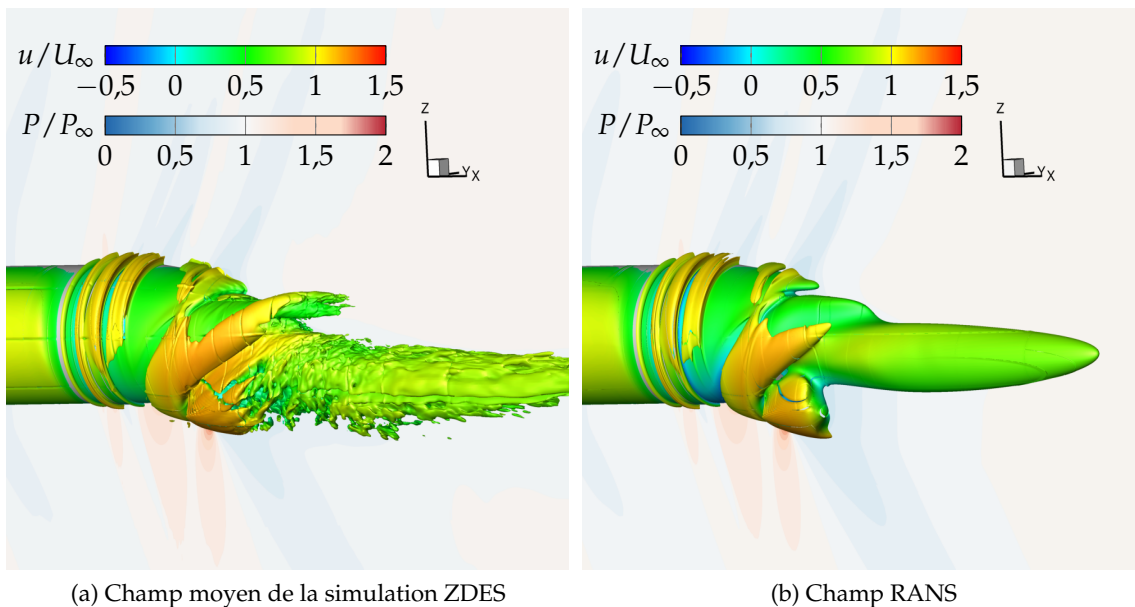 u/U∞
−0,5 0 0,5 1 1,5
P/P∞
0 0,5 1 1,5 2
Z
Y X
u/U∞
−0,5 0 0,5 1 1,5
P/P∞
0 0,5 1 1,5 2
Z
Y X
(a) Champ moyen de la simulation ZDES
(b) Champ RANS